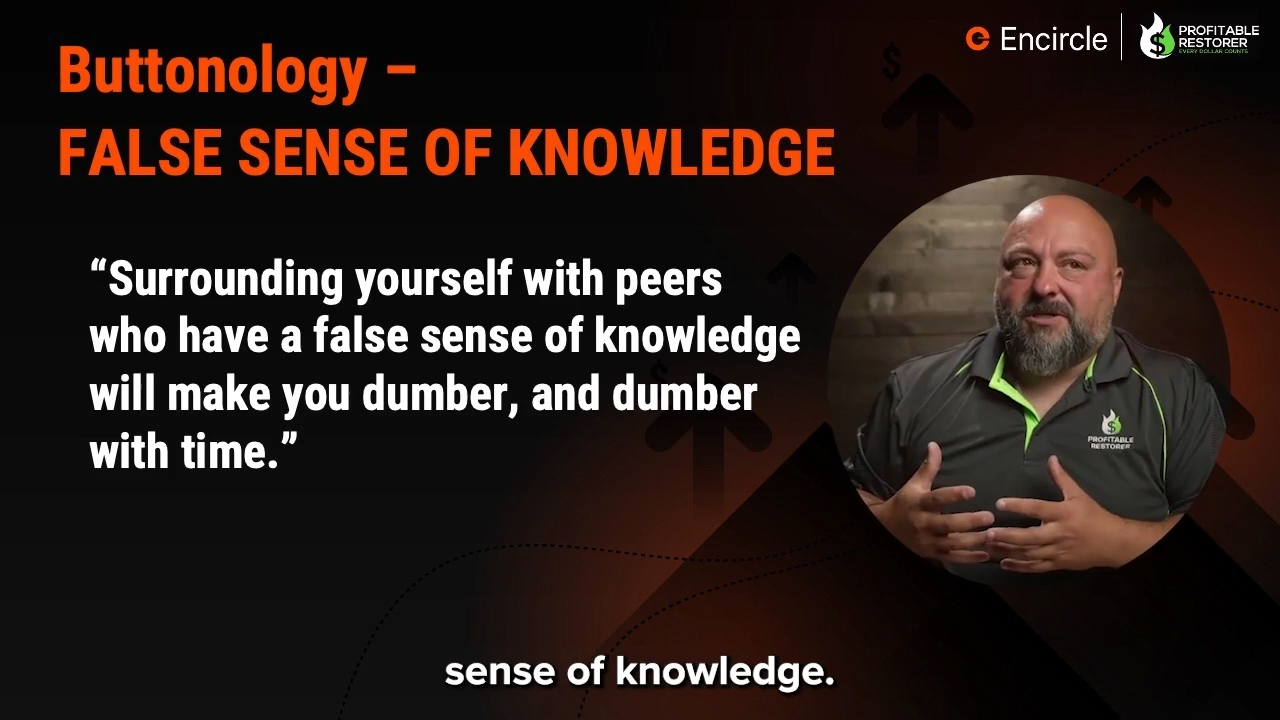 Buttonology –
FALSE SENSE OF KNOWLEDGE
Encircle
PROFITABLE
RESTORER
EVERY DOLLAR COUNTS
“Surrounding yourself with peers
who have a false sense of knowledge
will make you dumber, and dumber
with time.”
PROFITABLE
RESTORER
sense of knowledge.